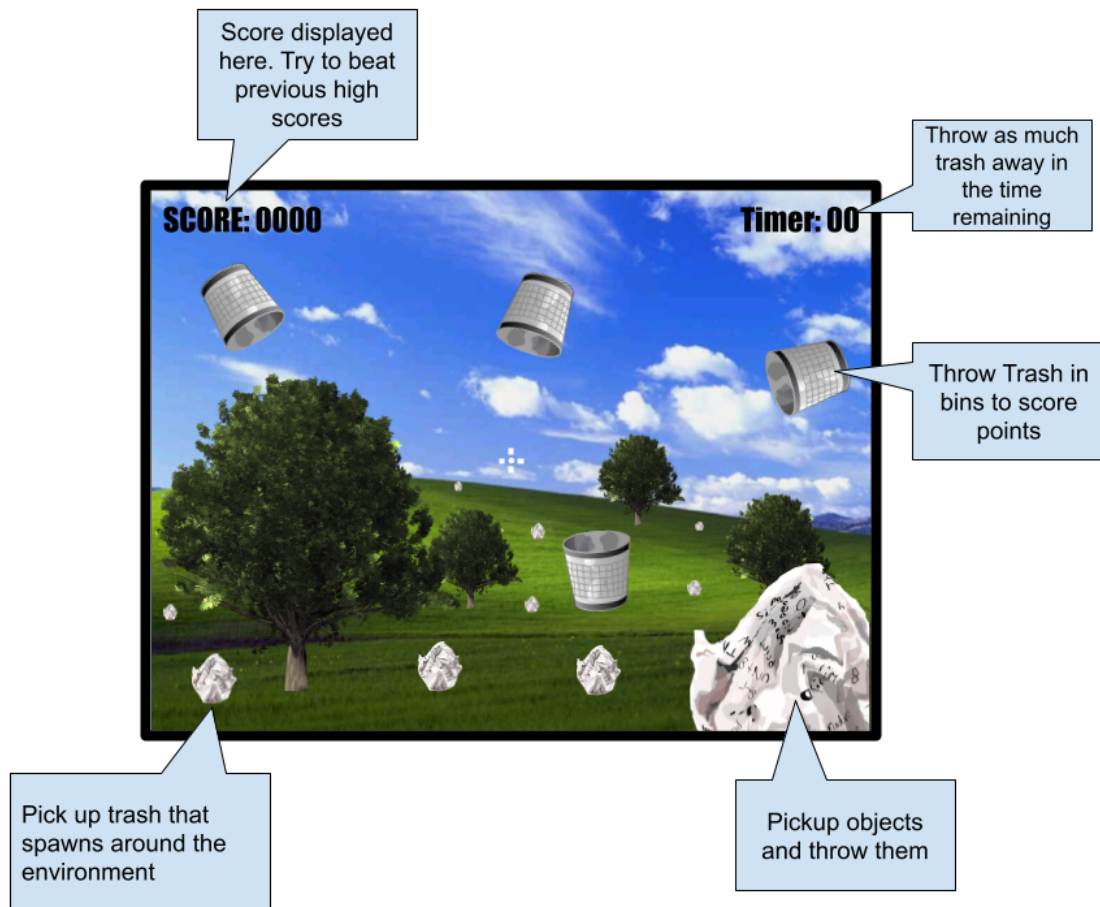 Score displayed
here. Try to beat
previous high
scores
Throw as much
trash away in
the time
remaining
SCORE: 0000
Timer: 00
Throw Trash in
bins to score
points
Pick up trash that
spawns around the
environment
Pickup objects
and throw them